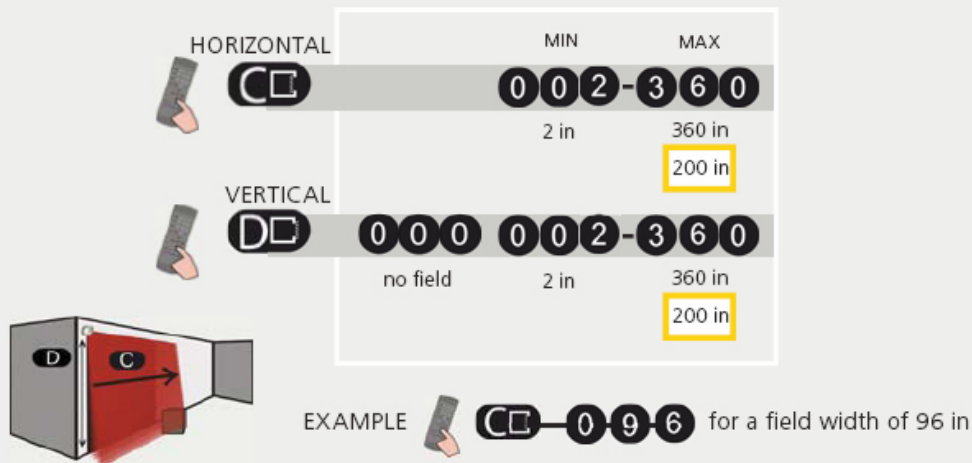 MIN MAX
HORIZONTAL
C 002-360
2 in 360 in
200 in
VERTICAL
D 000 002-360
no field 2 in 360 in
200 in
D C
EXAMPLE C 096 for a field width of 96 in